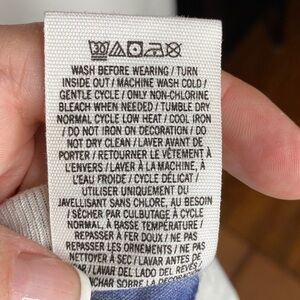 30
WASH BEFORE WEARING / TURN
INSIDE OUT / MACHINE WASH COLD /
GENTLE CYCLE / ONLY NON-CHLORINE
BLEACH WHEN NEEDED / TUMBLE DRY
NORMAL CYCLE LOW HEAT / COOL IRON
/ DO NOT IRON ON DECORATION / DO
NOT DRY CLEAN / LAVER AVANT DE
PORTER / RETOURNER LE VÊTEMENT À
L'ENVERS / LAVER À LA MACHINE, À
L'EAU FROIDE / CYCLE DÉLICAT /
UTILISER UNIQUEMENT DU
JAVELLISANT SANS CHLORE, AU BESOIN
/ SÉCHER PAR CULBUTAGE À CYCLE
NORMAL, À BASSE TEMPÉRATURE /
REPASSER À FER DOUX / NE PAS
REPASSER LES ORNEMENTS / NE PAS
NETTOYER À SEC / LAVAR ANTES DE
/ LAVAR DEL LADO DEL REVÉS /
PLANCHAR SOBRE LA